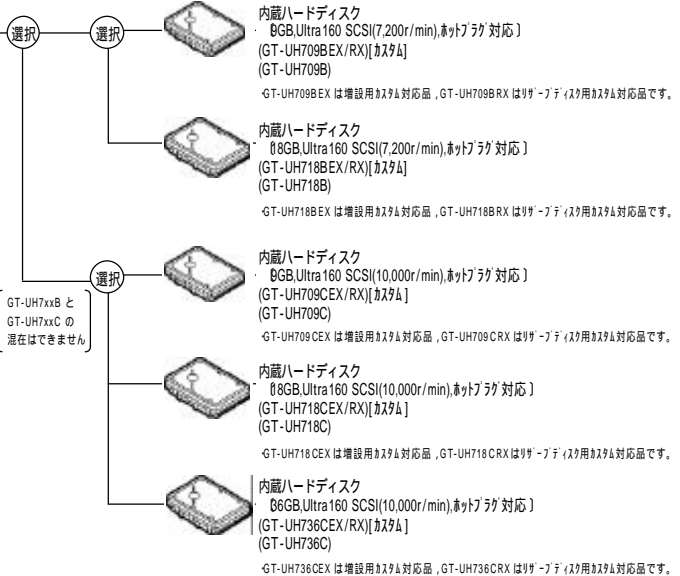 選択
選択
内蔵ハードディスク
〔9GB,Ultra160 SCSI(7,200r/min),ホットプラグ対応〕
(GT-UH709BEX/RX)[カスタム]
(GT-UH709B)
・GT-UH709BEX は増設用カスタム対応品 , GT-UH709BRX はリザーブディスク用カスタム対応品です。
内蔵ハードディスク
〔18GB,Ultra160 SCSI(7,200r/min),ホットプラグ対応〕
(GT-UH718BEX/RX)[カスタム]
(GT-UH718B)
・GT-UH718BEX は増設用カスタム対応品 , GT-UH718BRX はリザーブディスク用カスタム対応品です。
選択
GT-UH7xxB と
GT-UH7xxC の
混在はできません
内蔵ハードディスク
〔9GB,Ultra160 SCSI(10,000r/min),ホットプラグ対応〕
(GT-UH709CEX/RX)[カスタム]
(GT-UH709C)
・GT-UH709CEX は増設用カスタム対応品 , GT-UH709CRX はリザーブディスク用カスタム対応品です。
内蔵ハードディスク
〔18GB,Ultra160 SCSI(10,000r/min),ホットプラグ対応〕
(GT-UH718CEX/RX)[カスタム]
(GT-UH718C)
・GT-UH718CEX は増設用カスタム対応品 , GT-UH718CRX はリザーブディスク用カスタム対応品です。
内蔵ハードディスク
〔36GB,Ultra160 SCSI(10,000r/min),ホットプラグ対応〕
(GT-UH736CEX/RX)[カスタム]
(GT-UH736C)
・GT-UH736CEX は増設用カスタム対応品 , GT-UH736CRX はリザーブディスク用カスタム対応品です。